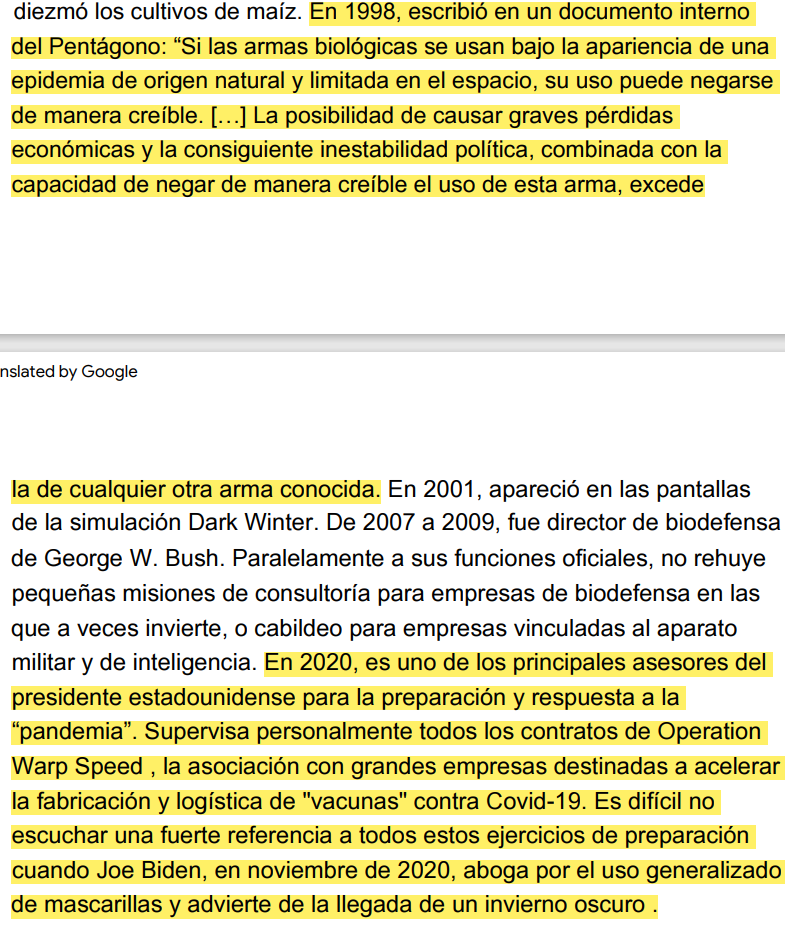 diezmó los cultivos de maíz. En 1998, escribió en un documento interno
del Pentágono: “Si las armas biológicas se usan bajo la apariencia de una
epidemia de origen natural y limitada en el espacio, su uso puede negarse
de manera creíble. […] La posibilidad de causar graves pérdidas
económicas y la consiguiente inestabilidad política, combinada con la
capacidad de negar de manera creíble el uso de esta arma, excede
nslated by Google
la de cualquier otra arma conocida. En 2001, apareció en las pantallas
de la simulación Dark Winter. De 2007 a 2009, fue director de biodefensa
de George W. Bush. Paralelamente a sus funciones oficiales, no rehuye
pequeñas misiones de consultoría para empresas de biodefensa en las
que a veces invierte, o cabildeo para empresas vinculadas al aparato
militar y de inteligencia. En 2020, es uno de los principales asesores del
presidente estadounidense para la preparación y respuesta a la
“pandemia”. Supervisa personalmente todos los contratos de Operation
Warp Speed , la asociación con grandes empresas destinadas a acelerar
la fabricación y logística de "vacunas" contra Covid-19. Es difícil no
escuchar una fuerte referencia a todos estos ejercicios de preparación
cuando Joe Biden, en noviembre de 2020, aboga por el uso generalizado
de mascarillas y advierte de la llegada de un invierno oscuro .